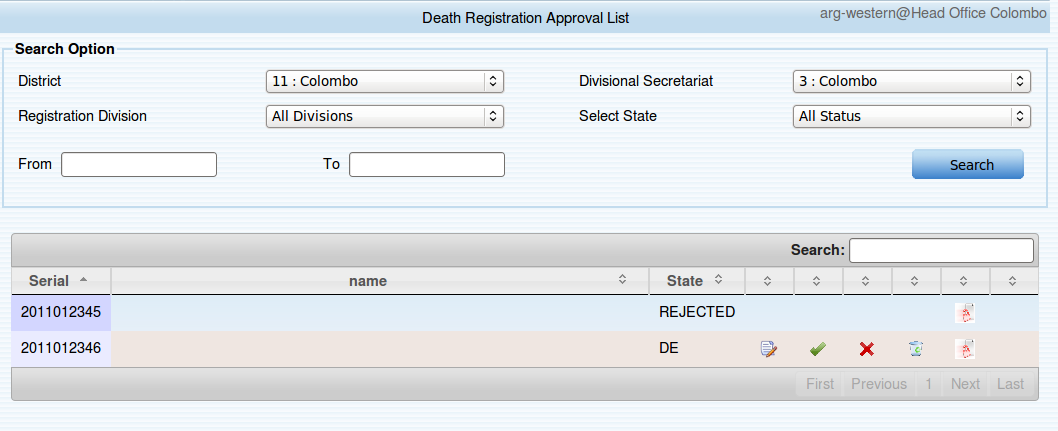 Death Registration Approval List
arg-western@Head Office Colombo
Search Option
District 11 : Colombo Divisional Secretariat 3 : Colombo
Registration Division All Divisions Select State All Status
From To Search
Search:
Serial name State
2011012345 REJECTED
2011012346 DE
First Previous 1 Next Last